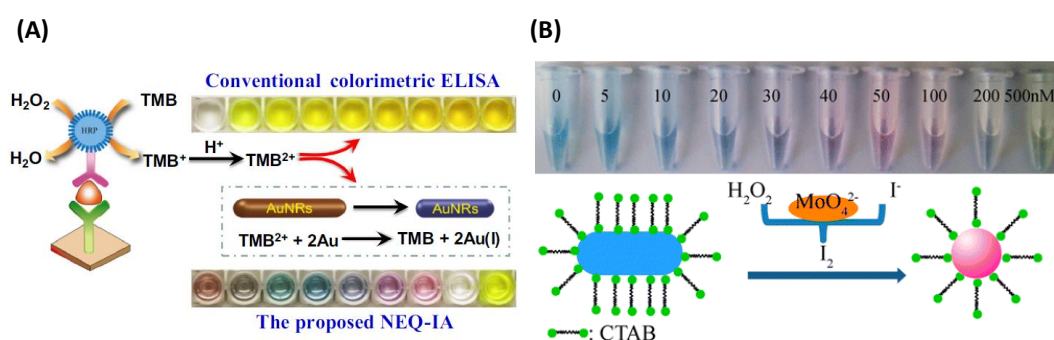 (A)
(B)
Conventional colorimetric ELISA
H₂O₂
TMB
HRP
H₂O
TMB⁺
H⁺
TMB²⁺
AuNRs
AuNRs
TMB²⁺ + 2Au → TMB + 2Au(I)
The proposed NEQ-IA
0 5 10 20 30 40 50 100 200 500nM
H₂O₂
MoO₄²⁻
I⁻
I₂
: CTAB